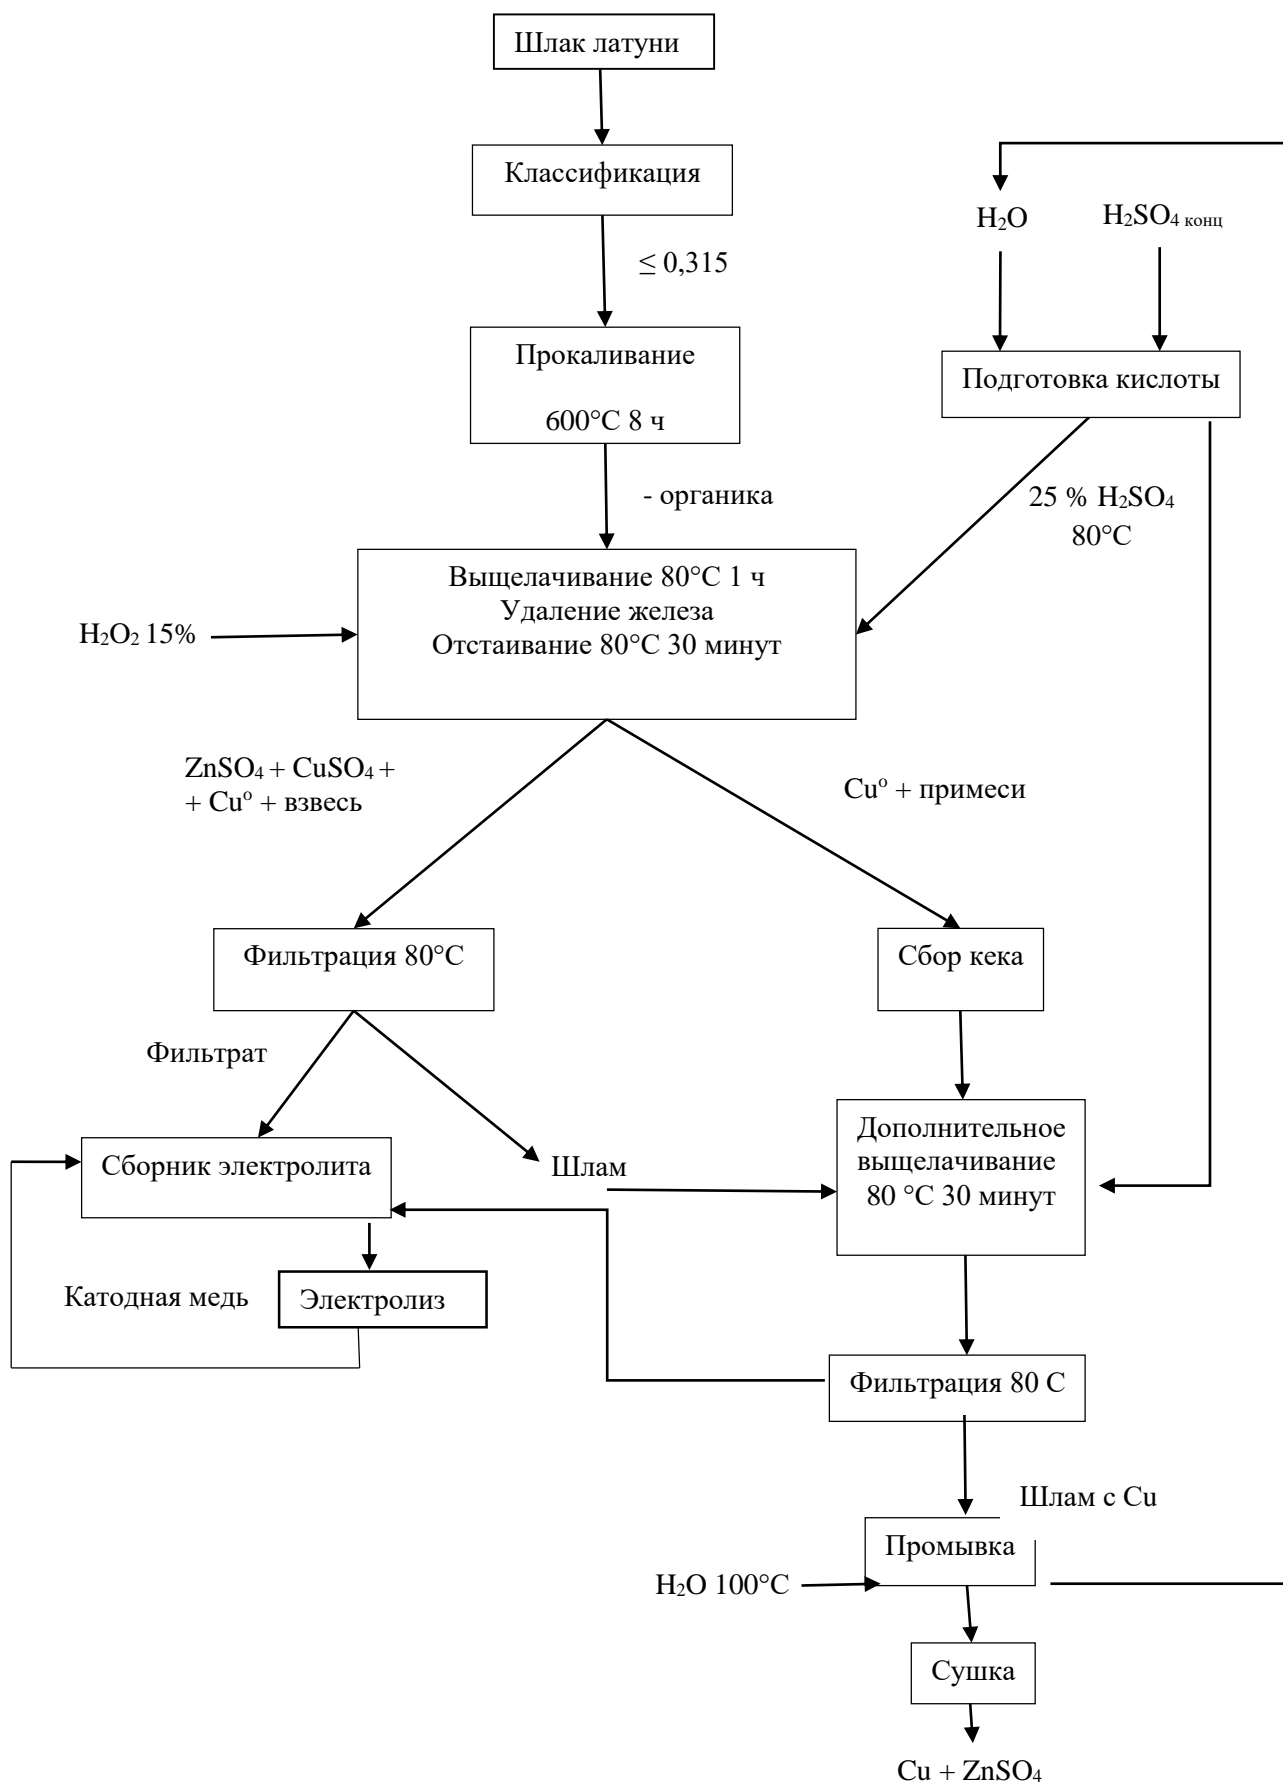 Шлак латуни
Классификация
H₂O
H₂SO₄ конц
≤ 0,315
Прокаливание
600°C 8 ч
Подготовка кислоты
- органика
25 % H₂SO₄
80°C
Выщелачивание 80°C 1 ч
Удаление железа
Отстаивание 80°C 30 минут
H₂O₂ 15%
ZnSO₄ + CuSO₄ +
+ Cuº + взвесь
Cuº + примеси
Фильтрация 80°C
Сбор кека
Фильтрат
Сборник электролита
Шлам
Дополнительное
выщелачивание
80 °C 30 минут
Катодная медь
Электролиз
Фильтрация 80 С
Шлам с Cu
Промывка
H₂O 100°C
Сушка
Cu + ZnSO₄